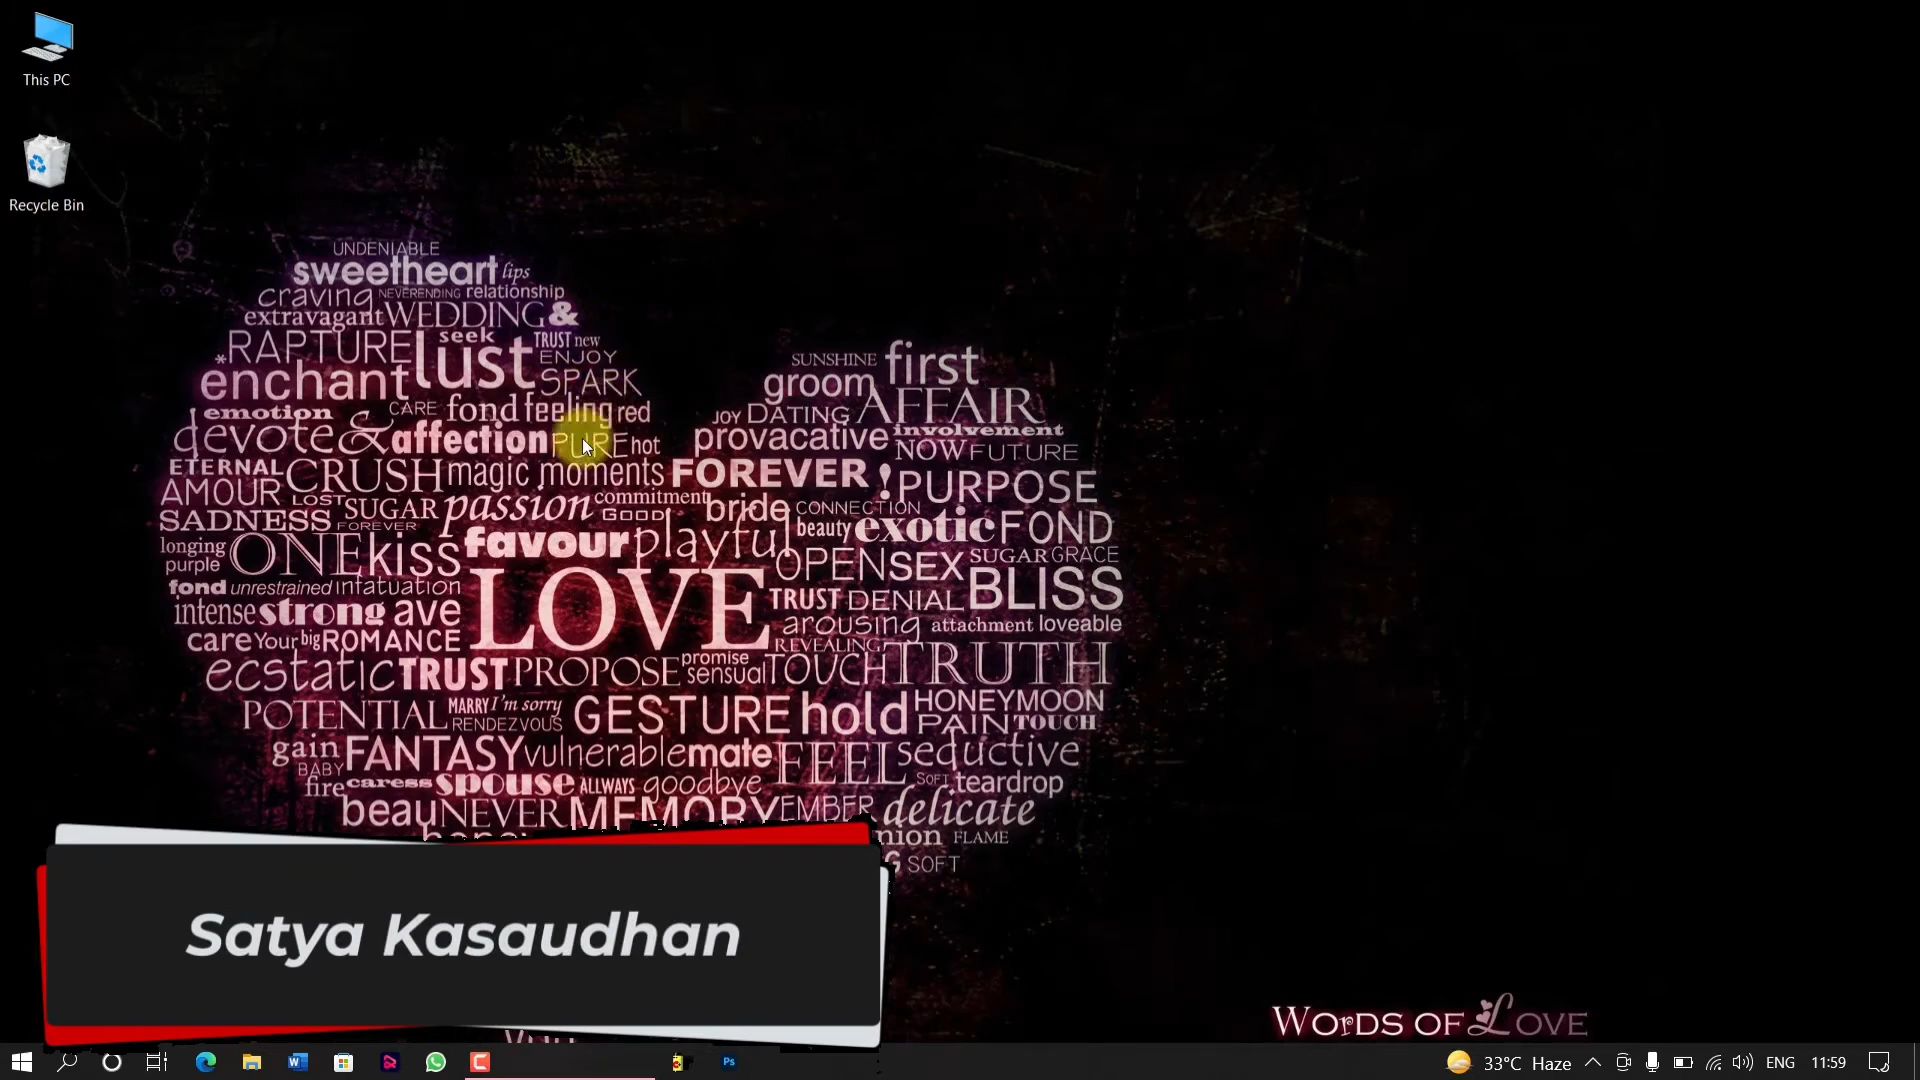 This PC
Recycle Bin
UNDENIABLE
sweetheart lips
craving NEVERENDING relationship
extravagant WEDDING &
*RAPTURE lust seek TRUST new
ENJOY
enchant SPARK
emotion CARE fond feeling red
devote & affection PURE hot
ETERNAL CRUSH magic moments
AMOUR LOST SUGAR passion commitment
SADNESS FOREVER GOOD
longing ONE kiss favour playful
purple
fond unrestrained infatuation
intense strong ave LOVE
care Your big ROMANCE
ecstatic TRUST PROPOSE promise
sensual
POTENTIAL MARRY I'm sorry GESTURE hold
RENDEZVOUS
gain FANTASY vulnerable mate FEEL seductive
BABY
fire caress spouse ALLWAYS goodbye SOFT teardrop
beau NEVER MEMORY EMBER delicate
FLAME
SOFT
SUNSHINE first
groom AFFAIR
JOY DATING
provacative involvement
NOW FUTURE
FOREVER ! PURPOSE
bride CONNECTION
beauty exotic FOND
OPEN SEX SUGAR GRACE
TRUST DENIAL BLISS
arousing attachment loveable
REVEALING
TOUCH TRUTH
HONEYMOON
PAIN TOUCH
Satya Kasaudhan
WORDS OF LOVE
33°C Haze
ENG
11:59